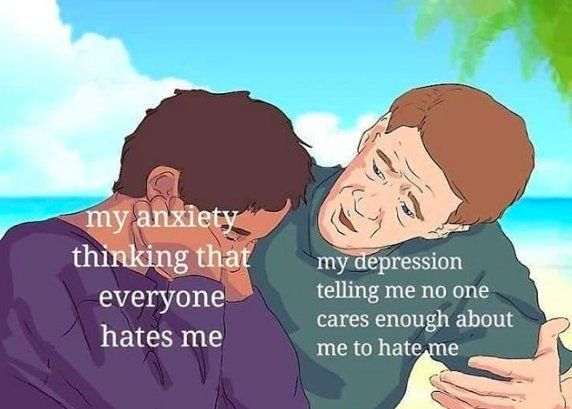 my anxiety
thinking that
everyone
hates me
my depression
telling me no one
cares enough about
me to hate me